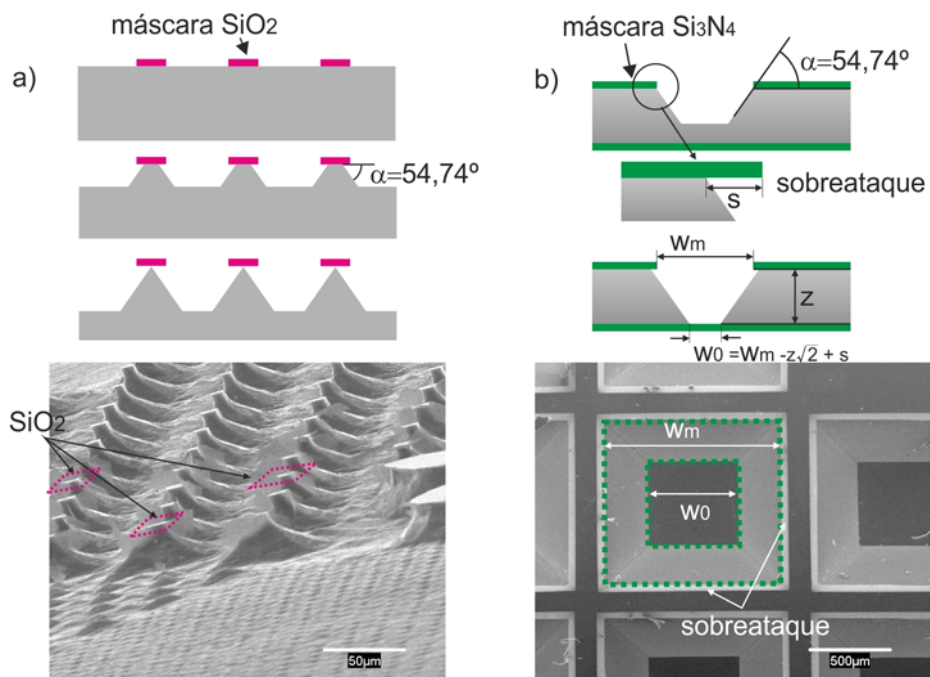 a)
máscara SiO2
α=54,74º
SiO2
50µm
b)
máscara Si3N4
α=54,74º
sobreataque
s
wm
z
w0 =wm -z√2 + s
wm
w0
sobreataque
500µm